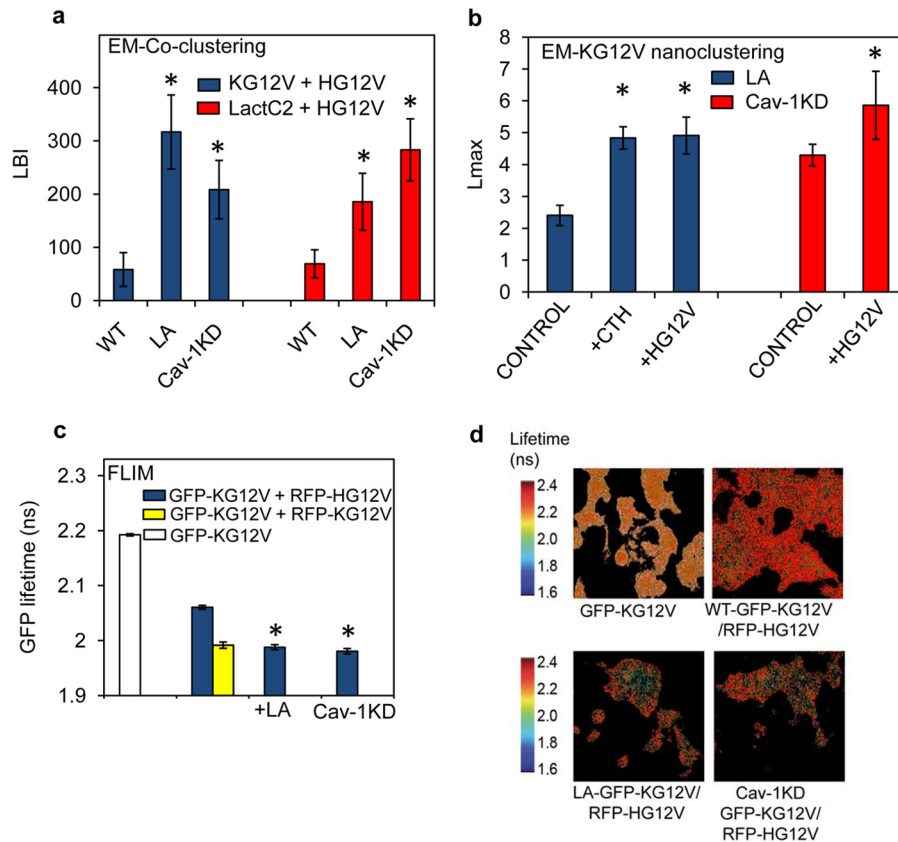 a
EM-Co-clustering
KG12V + HG12V
LactC2 + HG12V
LBI
400
300
200
100
0
*
*
*
*
WT
LA
Cav-1KD
WT
LA
Cav-1KD
b
EM-KG12V nanoclustering
LA
Cav-1KD
Lmax
8
7
6
5
4
3
2
1
0
*
*
*
CONTROL
+CTH
+HG12V
CONTROL
+HG12V
c
FLIM
GFP-KG12V + RFP-HG12V
GFP-KG12V + RFP-KG12V
GFP-KG12V
GFP lifetime (ns)
2.3
2.2
2.1
2
1.9
*
*
+LA
Cav-1KD
d
Lifetime
(ns)
2.4
2.2
2.0
1.8
1.6
GFP-KG12V
WT-GFP-KG12V
/RFP-HG12V
2.4
2.2
2.0
1.8
1.6
LA-GFP-KG12V/
RFP-HG12V
Cav-1KD
GFP-KG12V/
RFP-HG12V